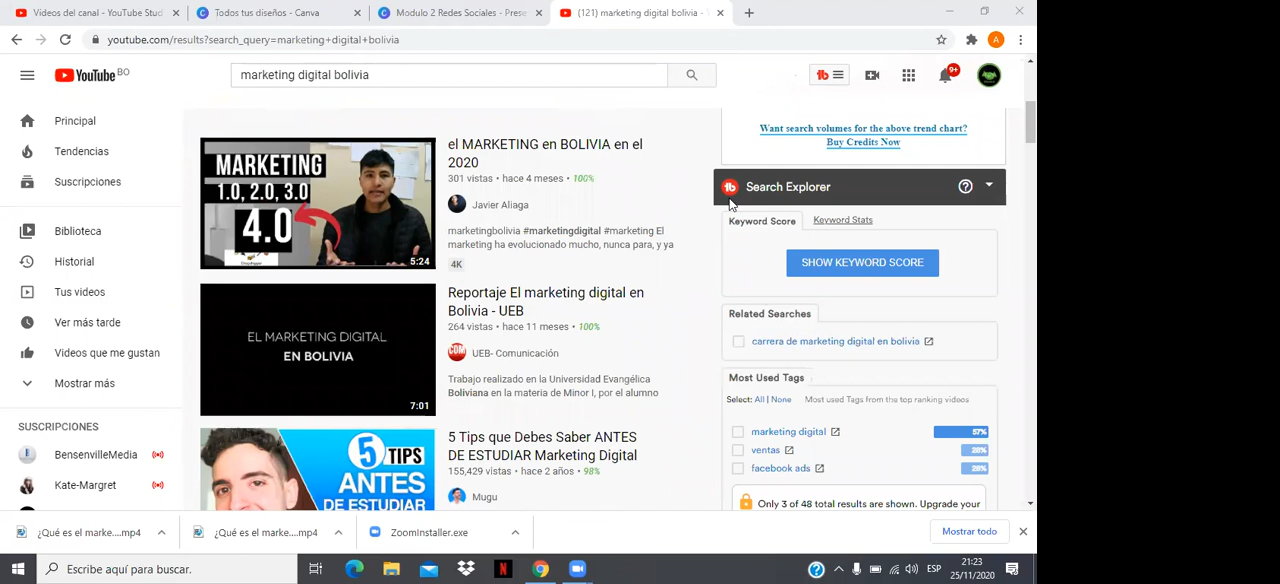 Videos del canal - YouTube Stud
Todos tus diseños - Canva
Modulo 2 Redes Sociales - Prese
(121) marketing digital bolivia -
youtube.com/results?search_query=marketing+digital+bolivia
A
YouTube BO
marketing digital bolivia
9+
Principal
Tendencias
Suscripciones
Biblioteca
Historial
Tus videos
Ver más tarde
Videos que me gustan
Mostrar más
SUSCRIPCIONES
BensenvilleMedia
Kate-Margret
MARKETING
1.0, 2.0, 3.0
4.0
5:24
el MARKETING en BOLIVIA en el
2020
301 vistas • hace 4 meses • 100%
Javier Aliaga
marketingbolivia #marketingdigital #marketing El
marketing ha evolucionado mucho, nunca para, y ya
4K
EL MARKETING DIGITAL
EN BOLIVIA
7:01
Reportaje El marketing digital en
Bolivia - UEB
264 vistas • hace 11 meses • 100%
UEB- Comunicación
Trabajo realizado en la Universidad Evangélica
Boliviana en la materia de Minor I, por el alumno
5 TIPS
ANTES
DE ESTUDIAR
5 Tips que Debes Saber ANTES
DE ESTUDIAR Marketing Digital
155,429 vistas • hace 2 años • 98%
Mugu
Want search volumes for the above trend chart?
Buy Credits Now
Search Explorer
Keyword Score
Keyword Stats
SHOW KEYWORD SCORE
Related Searches
carrera de marketing digital en bolivia
Most Used Tags
Select: All | None
Most used Tags from the top ranking videos
marketing digital
57%
ventas
28%
facebook ads
28%
Only 3 of 48 total results are shown. Upgrade your
¿Qué es el marke....mp4
¿Qué es el marke....mp4
ZoomInstaller.exe
Mostrar todo
Escribe aquí para buscar.
ESP
21:23
25/11/2020